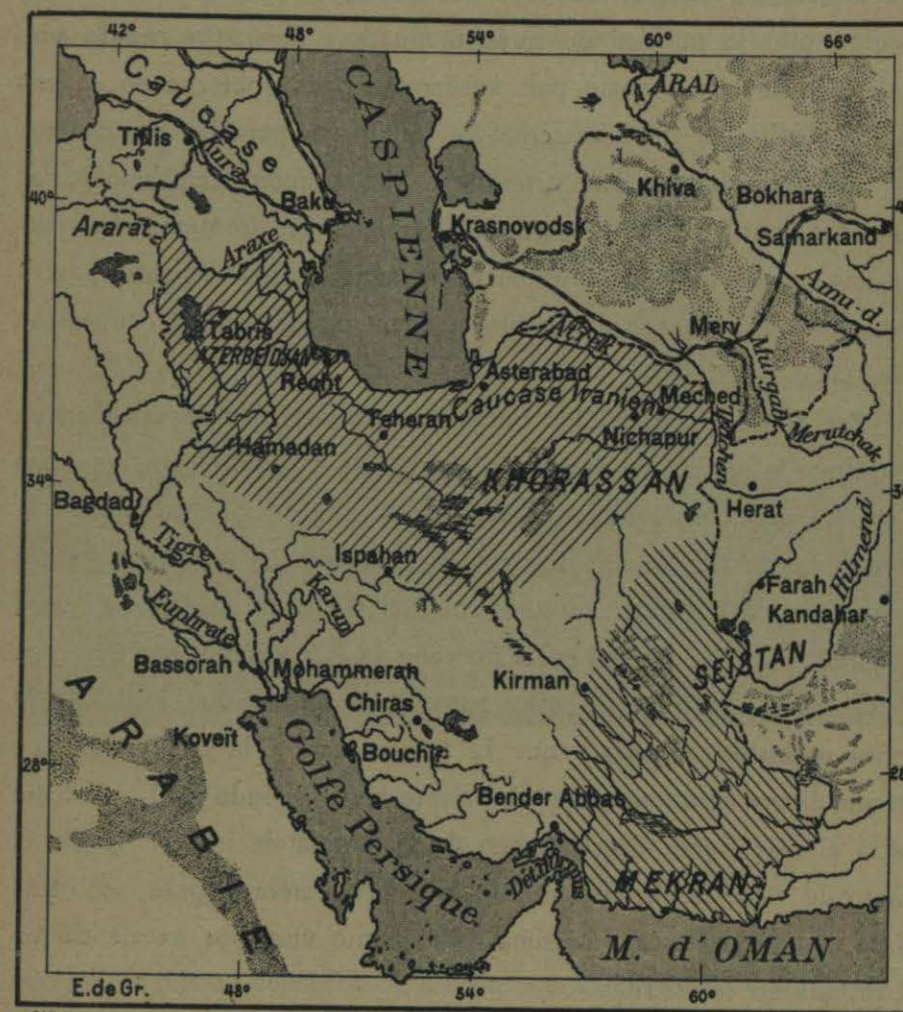 42° 48° 54° 60° 66°
Caucase
CASPIENNE
ARAL
Tiflis
Kura
Khiva
Bokhara
40°
Baku
Krasnovodsk
Samarkand
Ararat
Araxe
Amu-d.
Tabris
AZERBEIDJAN
Atrek
Merv
Murgab
Recht
Asterabad
Meched
Caucase Iranien
Teheran
Nichapur
Merutchak
Hamadan
34°
KHORASSAN
Herat
Bagdad
Tigre
Ispahan
Karun
Farah
Hilmend
Kandahar
Euphrate
Bassorah
Mohammerah
Kirman
SEISTAN
Chiras
Koveït
Bouchir
28°
28°
Golfe Persique
Bender Abbas
ARABIE
MEKRAN
M. d'OMAN
E.de Gr.
48° 54° 60°